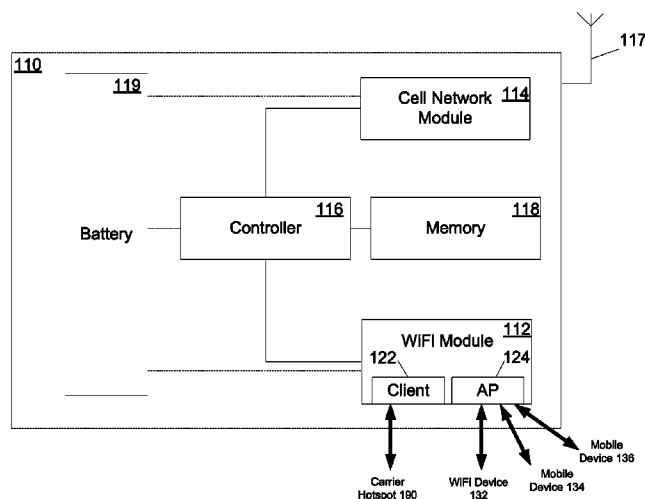 117
110
119
114
Cell Network
Module
116
Controller
118
Memory
Battery
112
WiFi Module
122
124
Client
AP
Carrier
Hotspot 190
WiFi Device
132
Mobile
Device 134
Mobile
Device 136